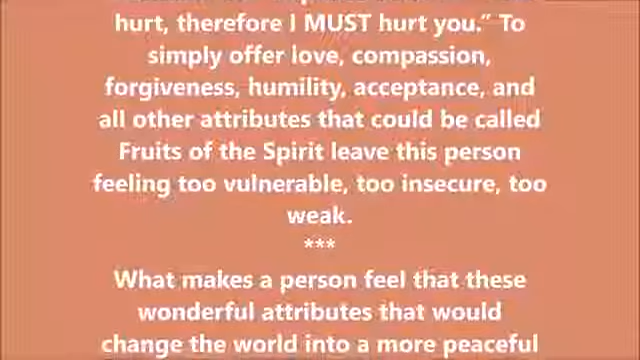 hurt, therefore I MUST hurt you.” To
simply offer love, compassion,
forgiveness, humility, acceptance, and
all other attributes that could be called
Fruits of the Spirit leave this person
feeling too vulnerable, too insecure, too
weak.
***
What makes a person feel that these
wonderful attributes that would
change the world into a more peaceful